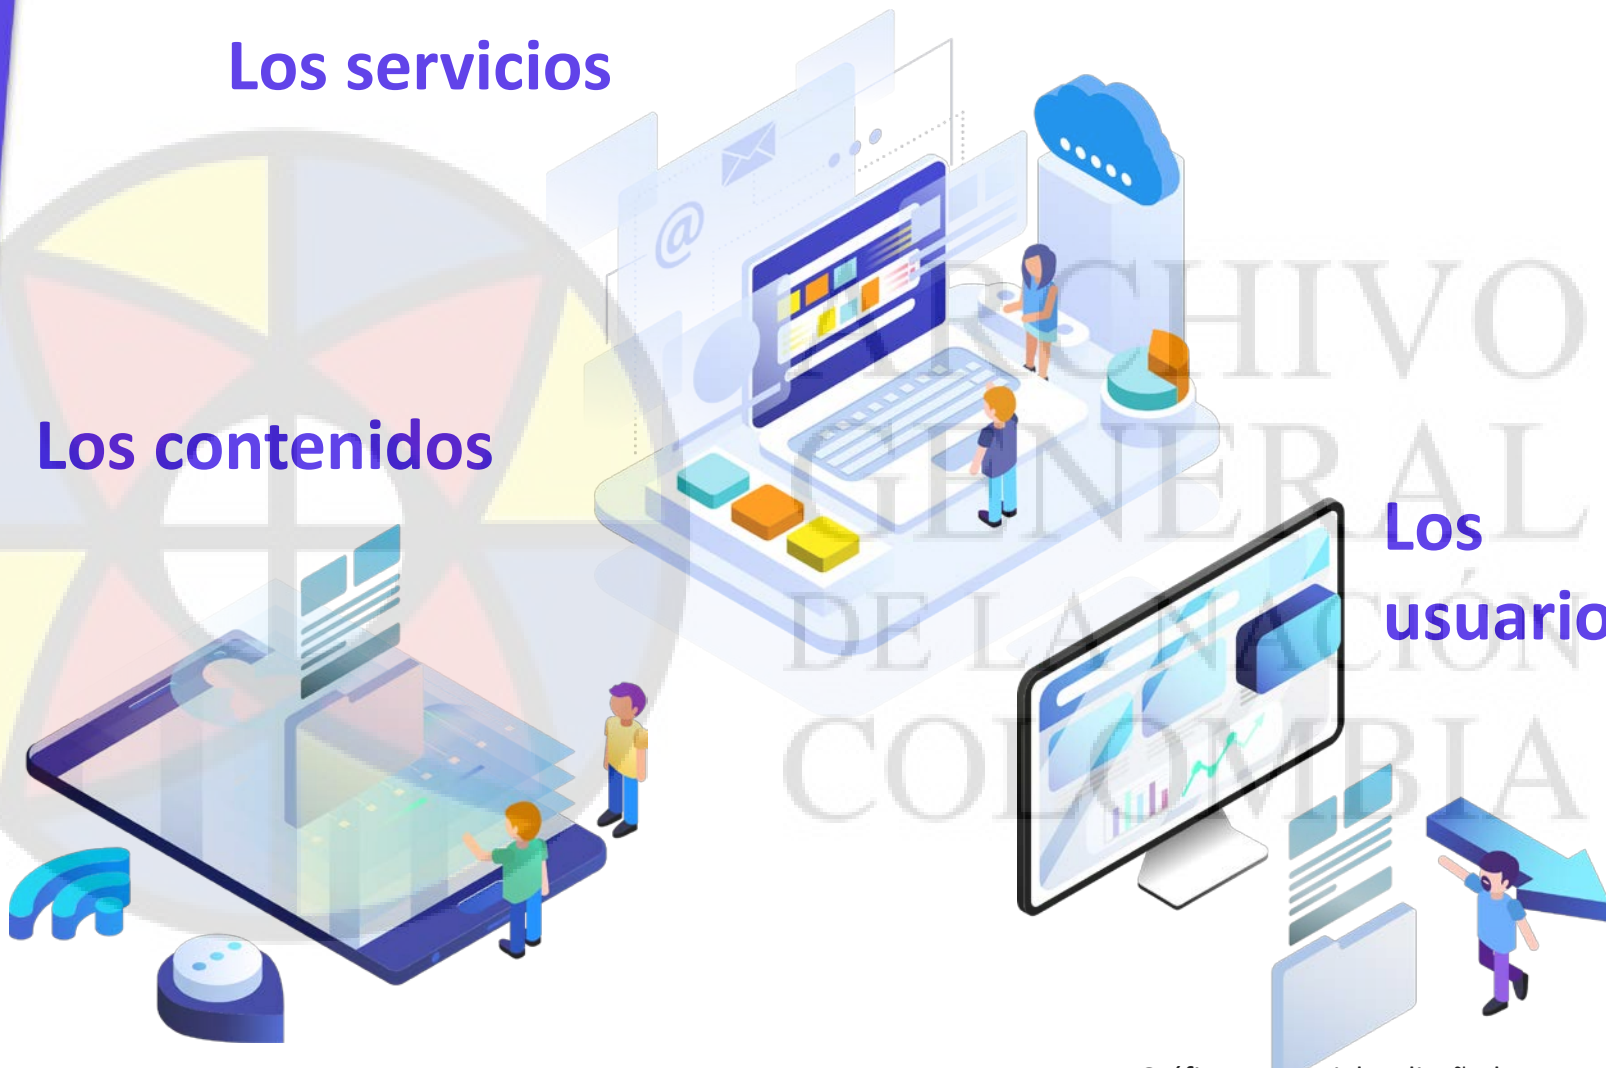 Los servicios
Los contenidos
Los
usuario
@
ARCHIVO
GENERAL
DE LA NACIÓN
COLOMBIA